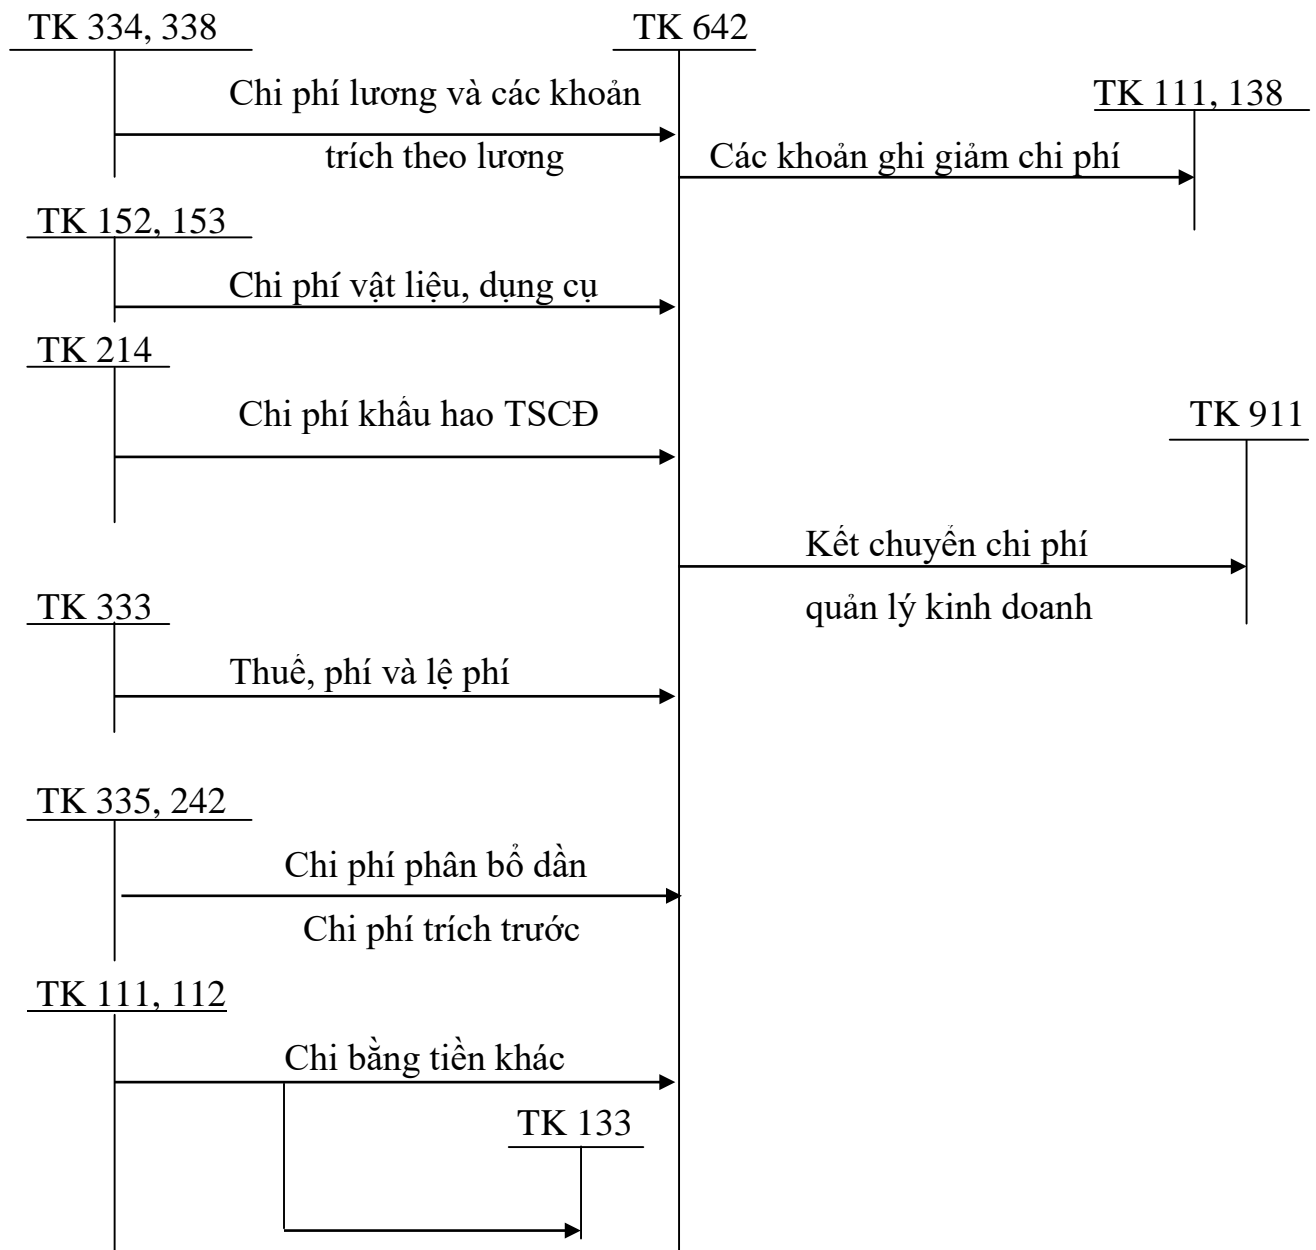 TK 334, 338
TK 642
Chi phí lương và các khoản
TK 111, 138
trích theo lương
Các khoản ghi giảm chi phí
TK 152, 153
Chi phí vật liệu, dụng cụ
TK 214
Chi phí khấu hao TSCĐ
TK 911
Kết chuyển chi phí
TK 333
quản lý kinh doanh
Thuế, phí và lệ phí
TK 335, 242
Chi phí phân bổ dần
Chi phí trích trước
TK 111, 112
Chi bằng tiền khác
TK 133